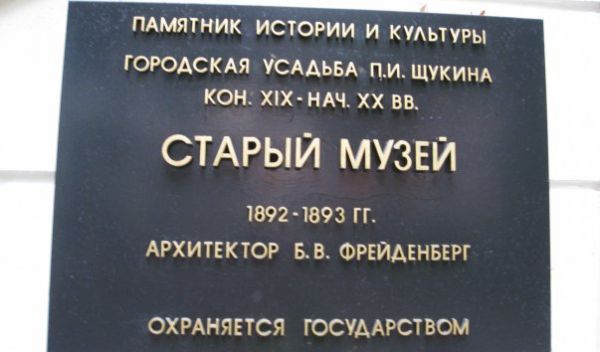 ПАМЯТНИК ИСТОРИИ И КУЛЬТУРЫ
ГОРОДСКАЯ УСАДЬБА П.И. ЩУКИНА
КОН. XIX-НАЧ. XX ВВ.
СТАРЫЙ МУЗЕЙ
1892-1893 ГГ.
АРХИТЕКТОР Б.В. ФРЕЙДЕНБЕРГ
ОХРАНЯЕТСЯ ГОСУДАРСТВОМ